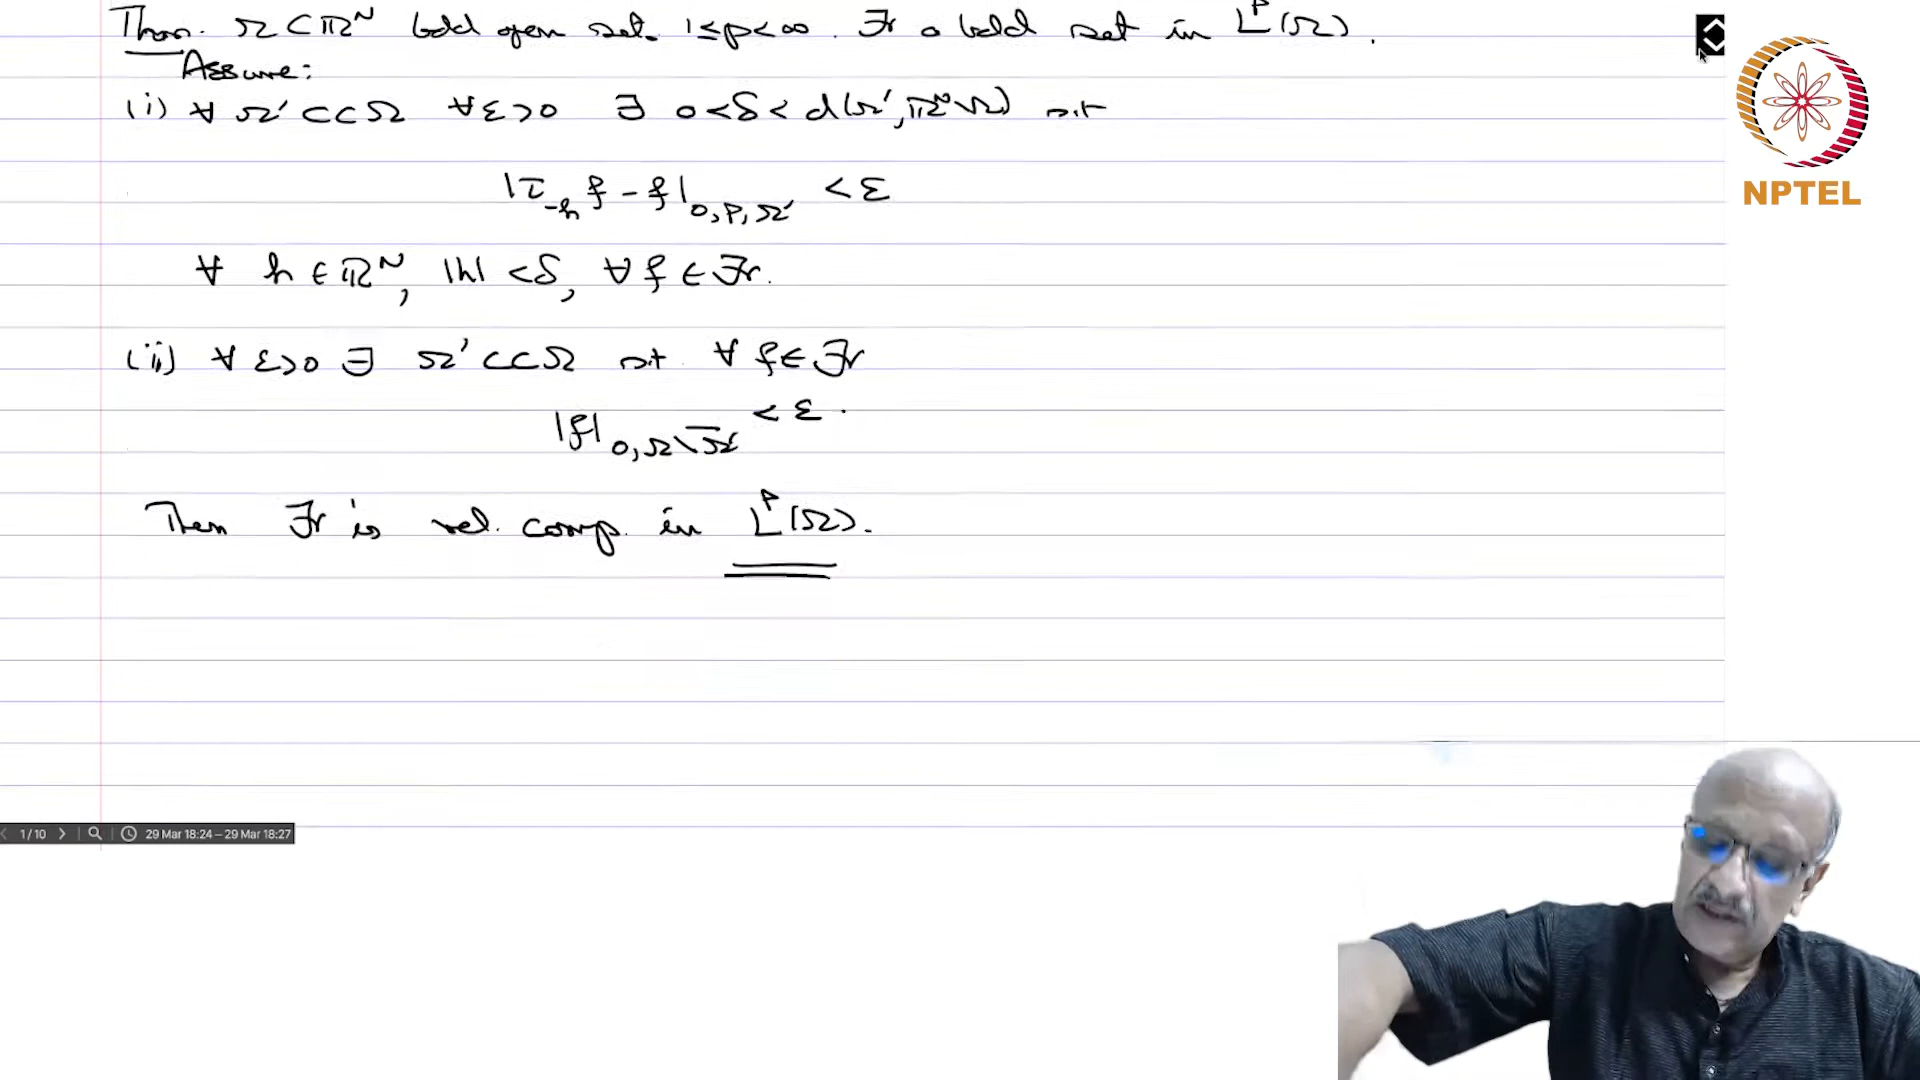 Thm. Ω ⊂ ℝᴺ bdd open set. 1≤p<∞. ℱ a bdd set in Lᵖ(Ω).
Assume:
(i) ∀ Ω' ⊂⊂ Ω ∀ε>0 ∃ 0<δ< d(Ω', ℝᴺ\Ω) s.t
|τ₋ₕ f - f|₀,ₚ,Ω' < ε
∀ h ∈ ℝᴺ, |h| < δ, ∀ f ∈ ℱ.
(ii) ∀ ε>0 ∃ Ω' ⊂⊂ Ω s.t. ∀ f ∈ ℱ
|f|₀,Ω\Ω̅' < ε.
Then ℱ is rel. comp. in Lᵖ(Ω).
NPTEL
1/10 29 Mar 18:24 – 29 Mar 18:27